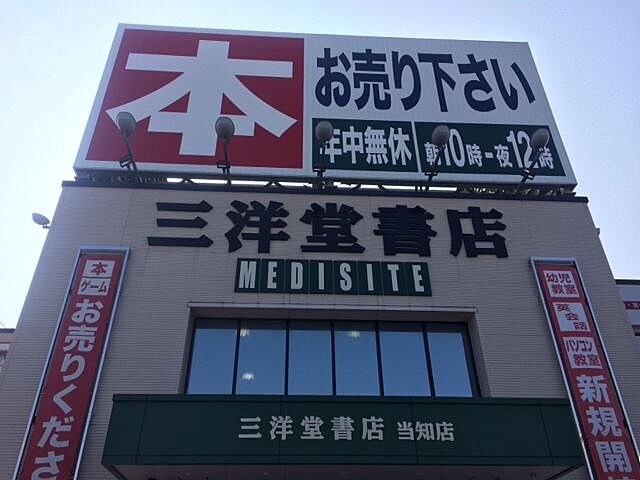 本
お売り下さい
年中無休 朝10時-夜12時
三洋堂書店
MEDISITE
本
ゲーム
お売りくださ
幼児
教室
英会話
パソコン
教室
新規開
三洋堂書店 当知店